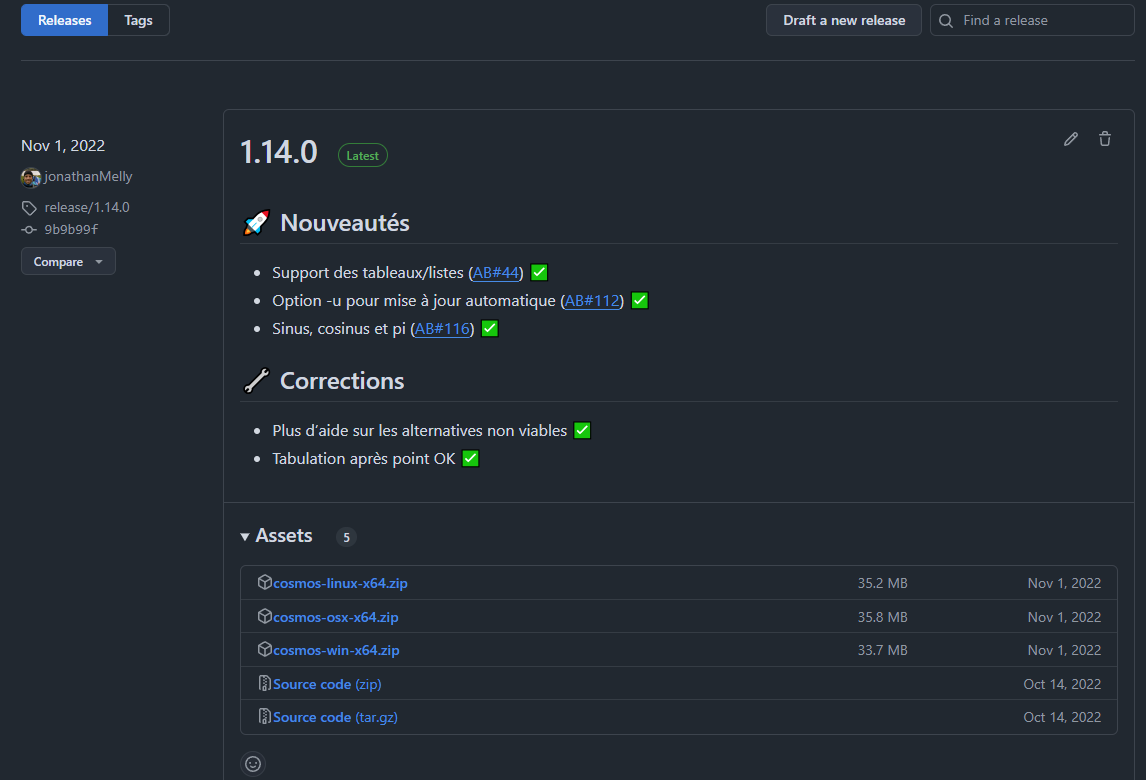 Releases
Tags
Draft a new release
Find a release
Nov 1, 2022
jonathanMelly
release/1.14.0
9b9b99f
Compare
1.14.0 Latest
🚀 Nouveautés
• Support des tableaux/listes (AB#44) ✅
• Option -u pour mise à jour automatique (AB#112) ✅
• Sinus, cosinus et pi (AB#116) ✅
🔧 Corrections
• Plus d’aide sur les alternatives non viables ✅
• Tabulation après point OK ✅
Assets 5
cosmos-linux-x64.zip 35.2 MB Nov 1, 2022
cosmos-osx-x64.zip 35.8 MB Nov 1, 2022
cosmos-win-x64.zip 33.7 MB Nov 1, 2022
Source code (zip) Oct 14, 2022
Source code (tar.gz) Oct 14, 2022